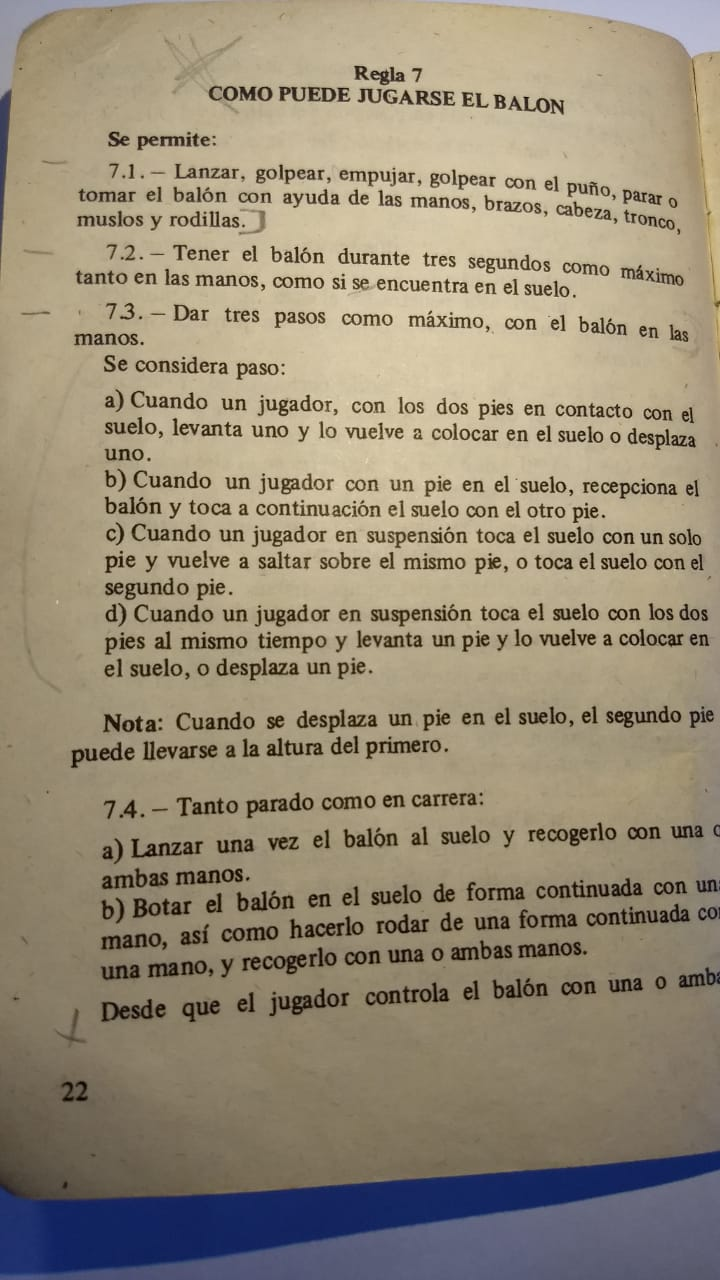 Regla 7
COMO PUEDE JUGARSE EL BALON
Se permite:
7.1. — Lanzar, golpear, empujar, golpear con el puño, parar o
tomar el balón con ayuda de las manos, brazos, cabeza, tronco,
muslos y rodillas.
7.2. — Tener el balón durante tres segundos como máximo
tanto en las manos, como si se encuentra en el suelo.
7.3. — Dar tres pasos como máximo, con el balón en las
manos.
Se considera paso:
a) Cuando un jugador, con los dos pies en contacto con el
suelo, levanta uno y lo vuelve a colocar en el suelo o desplaza
uno.
b) Cuando un jugador con un pie en el suelo, recepciona el
balón y toca a continuación el suelo con el otro pie.
c) Cuando un jugador en suspensión toca el suelo con un solo
pie y vuelve a saltar sobre el mismo pie, o toca el suelo con el
segundo pie.
d) Cuando un jugador en suspensión toca el suelo con los dos
pies al mismo tiempo y levanta un pie y lo vuelve a colocar en
el suelo, o desplaza un pie.
Nota: Cuando se desplaza un pie en el suelo, el segundo pie
puede llevarse a la altura del primero.
7.4. — Tanto parado como en carrera:
a) Lanzar una vez el balón al suelo y recogerlo con una
ambas manos.
b) Botar el balón en el suelo de forma continuada con
mano, así como hacerlo rodar de una forma continuada
una mano, y recogerlo con una o ambas manos.
Desde que el jugador controla el balón con una o
22